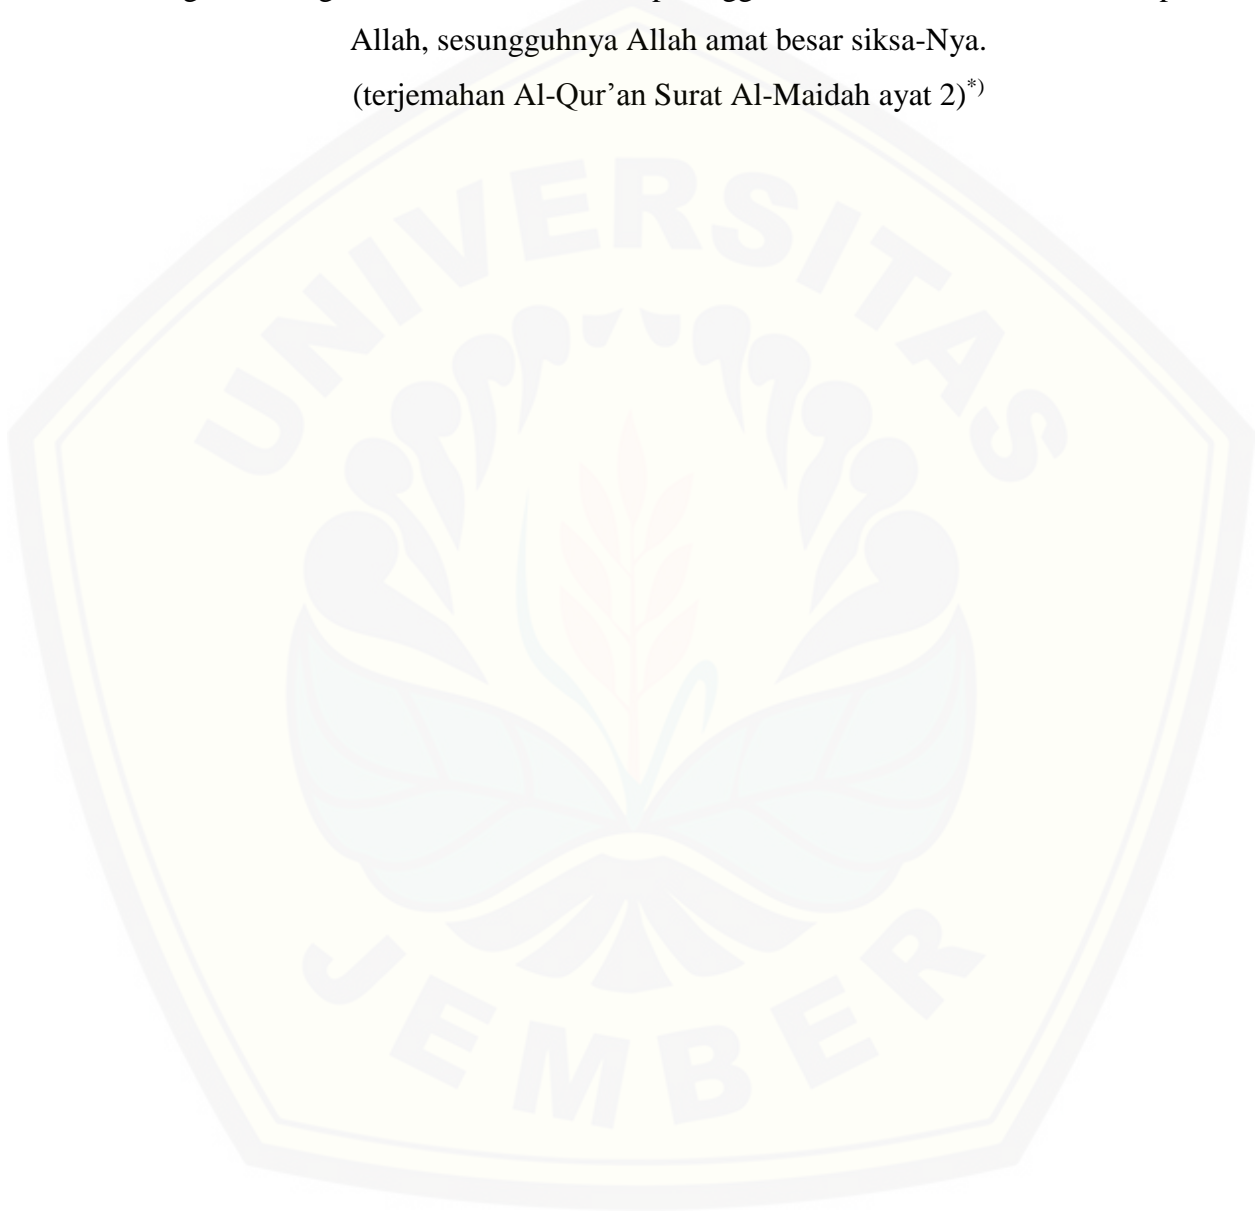 Allah, sesungguhnya Allah amat besar siksa-Nya.
(terjemahan Al-Qur’an Surat Al-Maidah ayat 2)*)
UNIVERSITAS
JEMBER